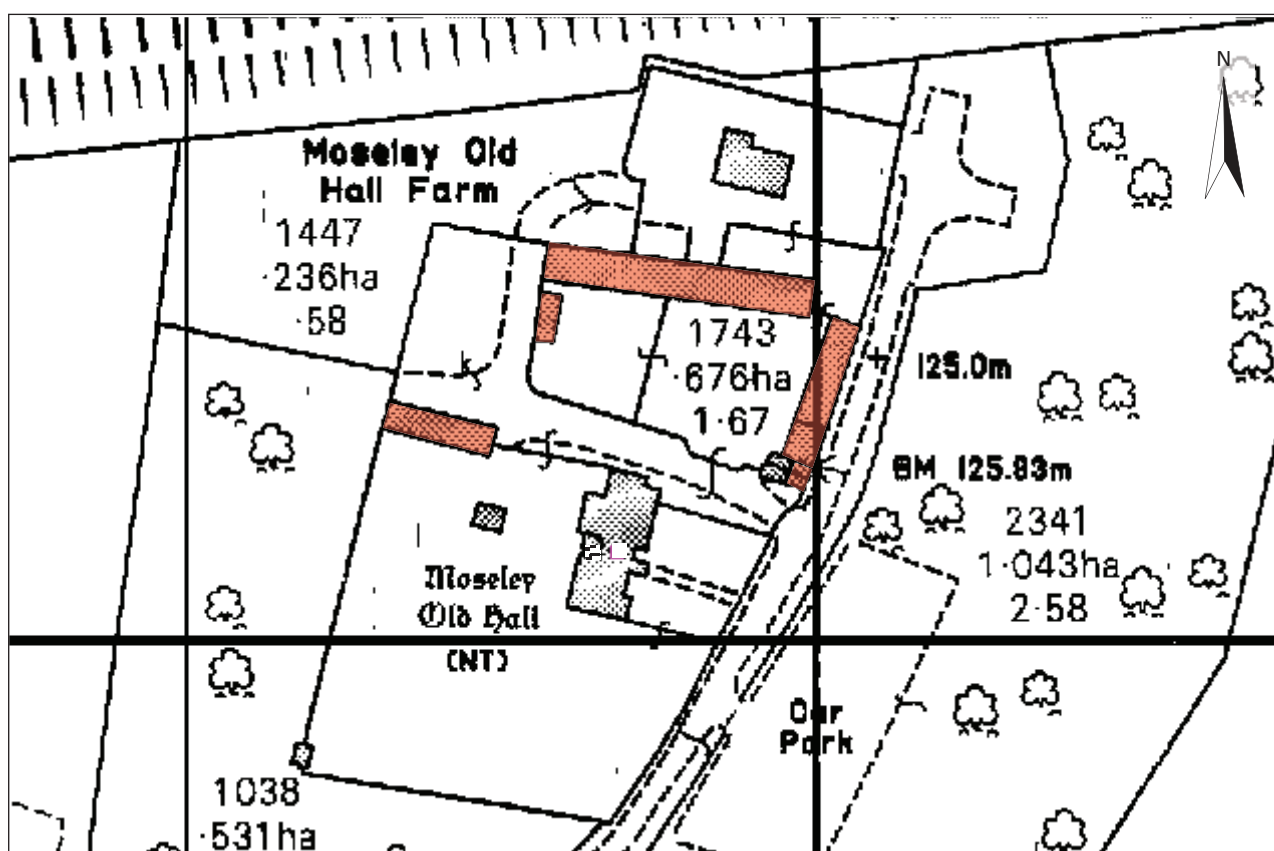 N
Moseley Old
Hall Farm
1447
·236ha
·58
1743
·676ha
1·67
125.0m
BM 125.83m
2341
1·043ha
2·58
Moseley
Old Hall
(NT)
Car
Park
1038
·531ha